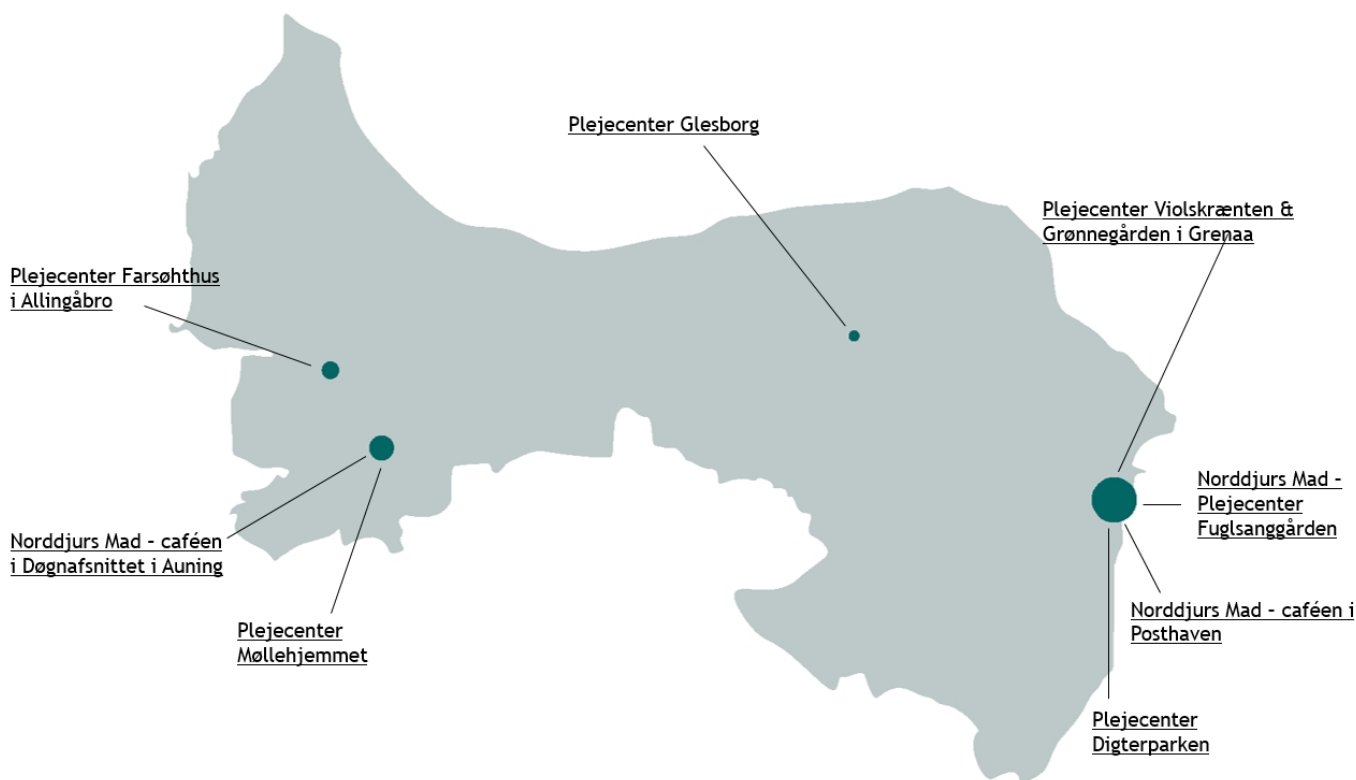 Plejecenter Glesborg
Plejecenter Violskrænten &
Grønnegården i Grenaa
Plejecenter Farsøhthus
i Allingåbro
Norddjurs Mad –
Plejecenter
Fuglsanggården
Norddjurs Mad – caféen
i Døgnafsnittet i Auning
Norddjurs Mad – caféen i
Posthaven
Plejecenter
Møllehjemmet
Plejecenter
Digterparken